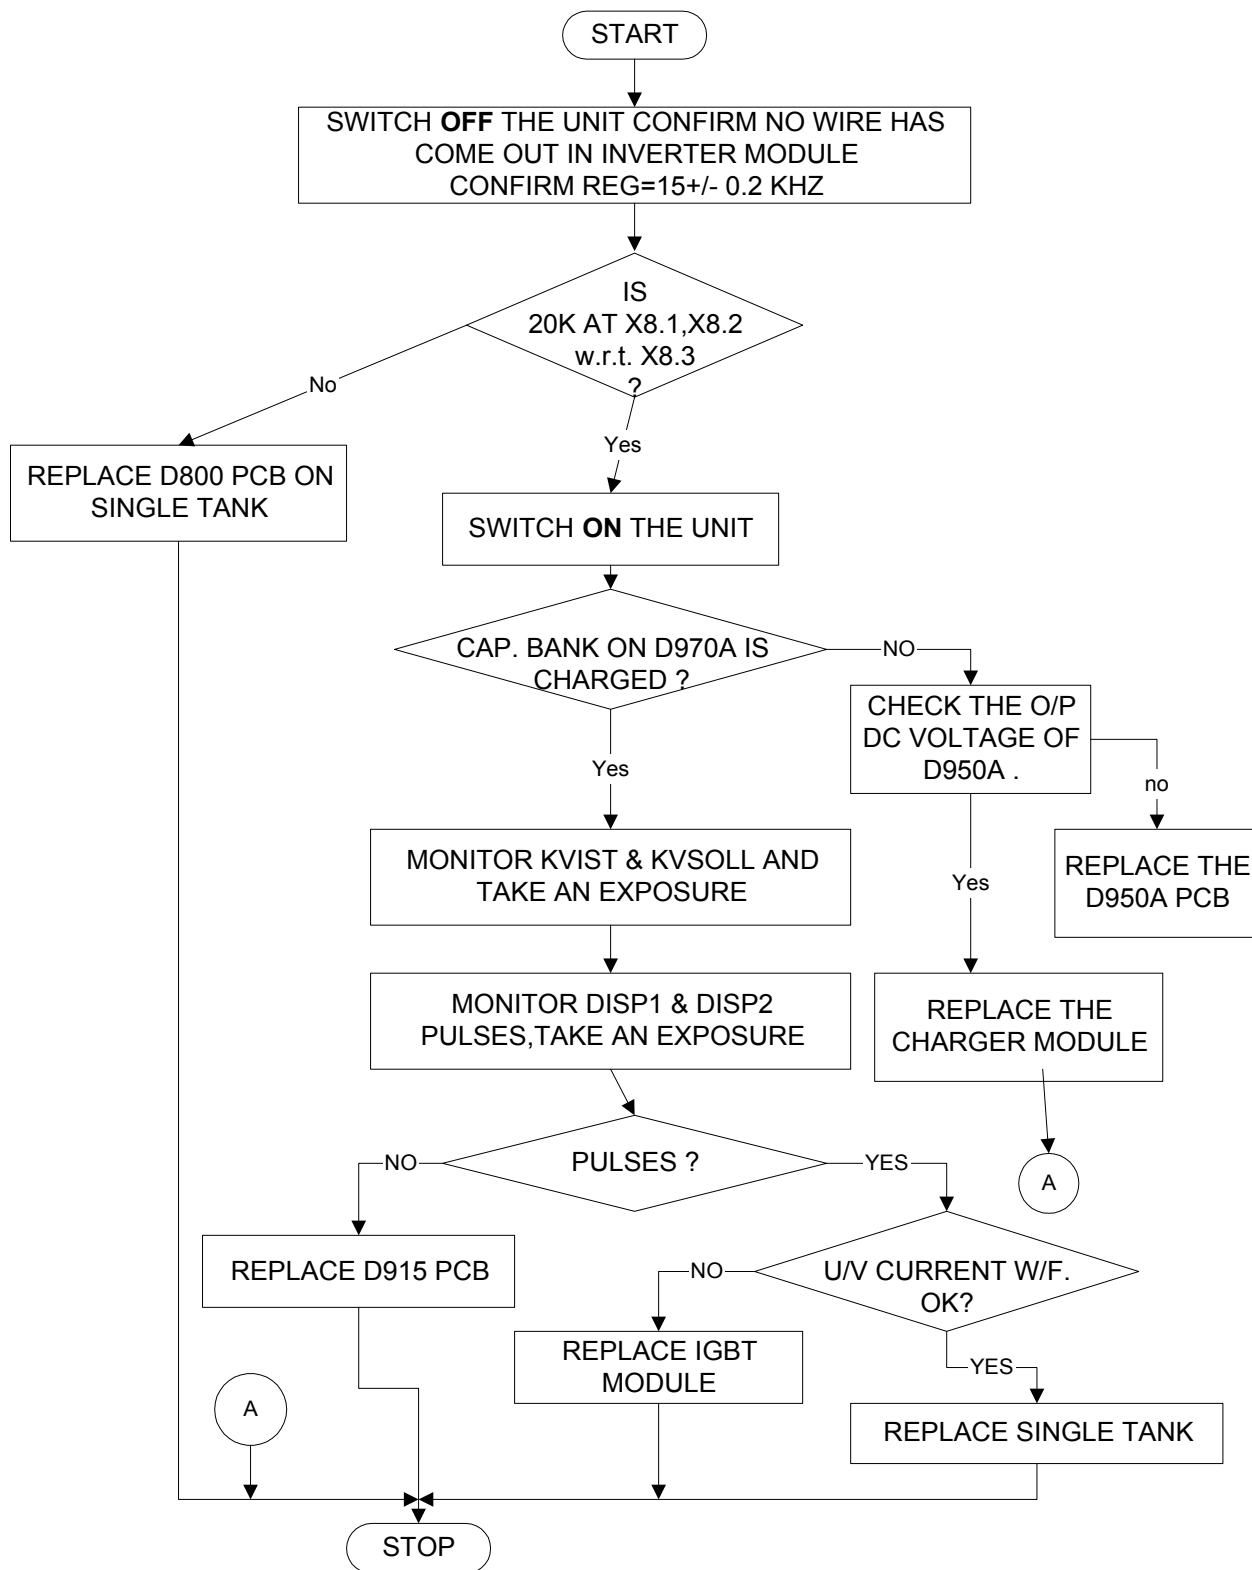 START
SWITCH OFF THE UNIT CONFIRM NO WIRE HAS
COME OUT IN INVERTER MODULE
CONFIRM REG=15+/- 0.2 KHZ
IS
20K AT X8.1,X8.2
w.r.t. X8.3
?
No
Yes
REPLACE D800 PCB ON
SINGLE TANK
SWITCH ON THE UNIT
CAP. BANK ON D970A IS
CHARGED ?
NO
CHECK THE O/P
DC VOLTAGE OF
D950A .
Yes
no
MONITOR KVIST & KVSOLL AND
TAKE AN EXPOSURE
REPLACE THE
D950A PCB
Yes
MONITOR DISP1 & DISP2
PULSES,TAKE AN EXPOSURE
REPLACE THE
CHARGER MODULE
PULSES ?
NO
YES
A
REPLACE D915 PCB
U/V CURRENT W/F.
OK?
NO
REPLACE IGBT
MODULE
YES
A
REPLACE SINGLE TANK
STOP